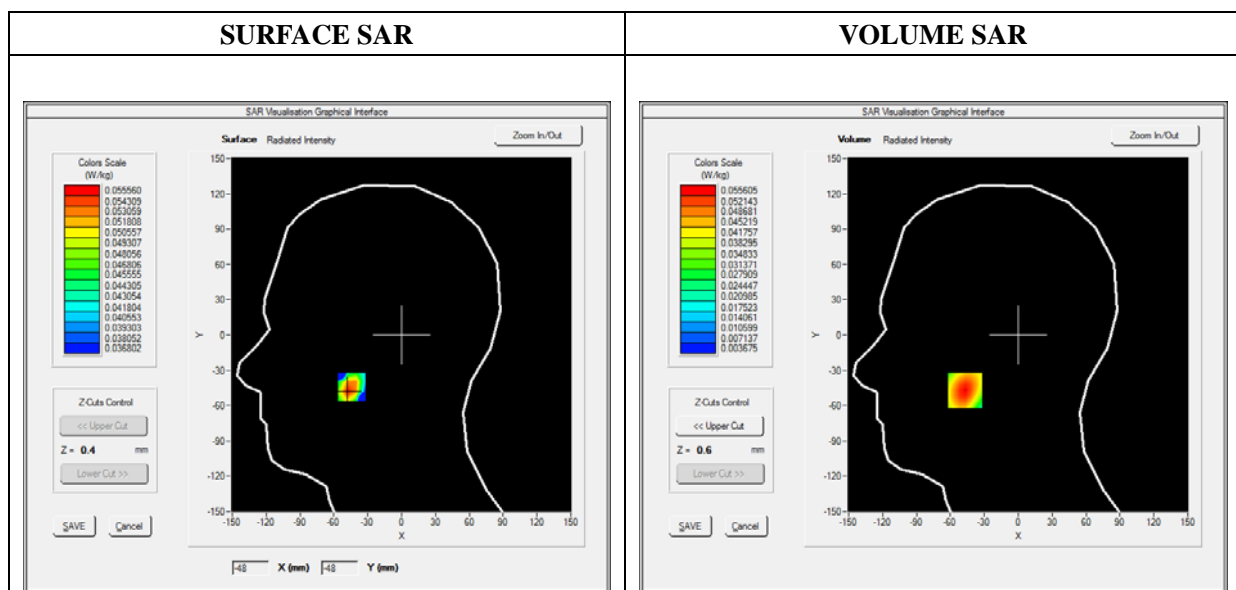 SURFACE SAR
VOLUME SAR
SAR Visualisation Graphical Interface
Surface Radiated Intensity
Zoom In/Out
Colors Scale
(W/kg)
0.055560
0.054309
0.053059
0.051808
0.050557
0.049307
0.048056
0.046806
0.045555
0.044305
0.043054
0.041804
0.040553
0.039303
0.038052
0.036802
150
120
90
60
30
0
-30
-60
-90
-120
-150
Y
-150 -120 -90 -60 -30 0 30 60 90 120 150
X
Z-Cuts Control
<< Upper Cut
Z = 0.4 mm
Lower Cut >>
SAVE Cancel
-48 X (mm) -48 Y (mm)
SAR Visualisation Graphical Interface
Volume Radiated Intensity
Zoom In/Out
Colors Scale
(W/kg)
0.055605
0.052143
0.048681
0.045219
0.041757
0.038295
0.034833
0.031371
0.027909
0.024447
0.020985
0.017523
0.014061
0.010599
0.007137
0.003675
150
120
90
60
30
0
-30
-60
-90
-120
-150
Y
-150 -120 -90 -60 -30 0 30 60 90 120 150
X
Z-Cuts Control
<< Upper Cut
Z = 0.6 mm
Lower Cut >>
SAVE Cancel